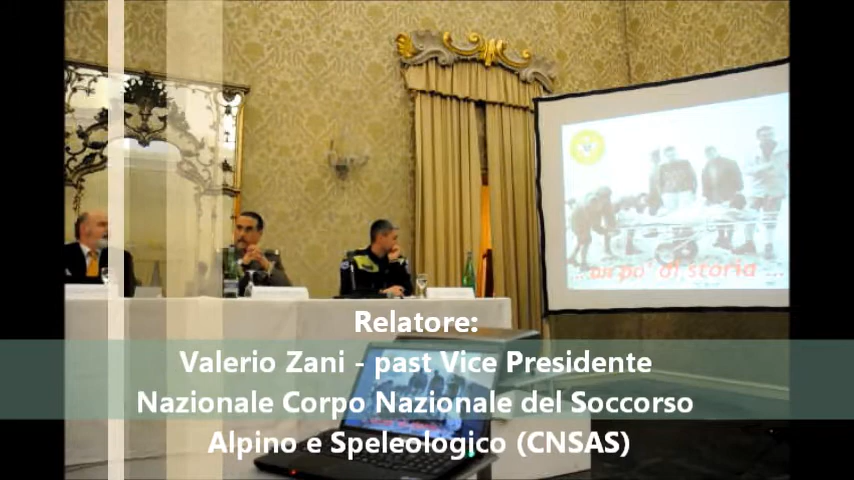 ... un po' di storia ...
Relatore:
Valerio Zani - past Vice Presidente
Nazionale Corpo Nazionale del Soccorso
Alpino e Speleologico (CNSAS)